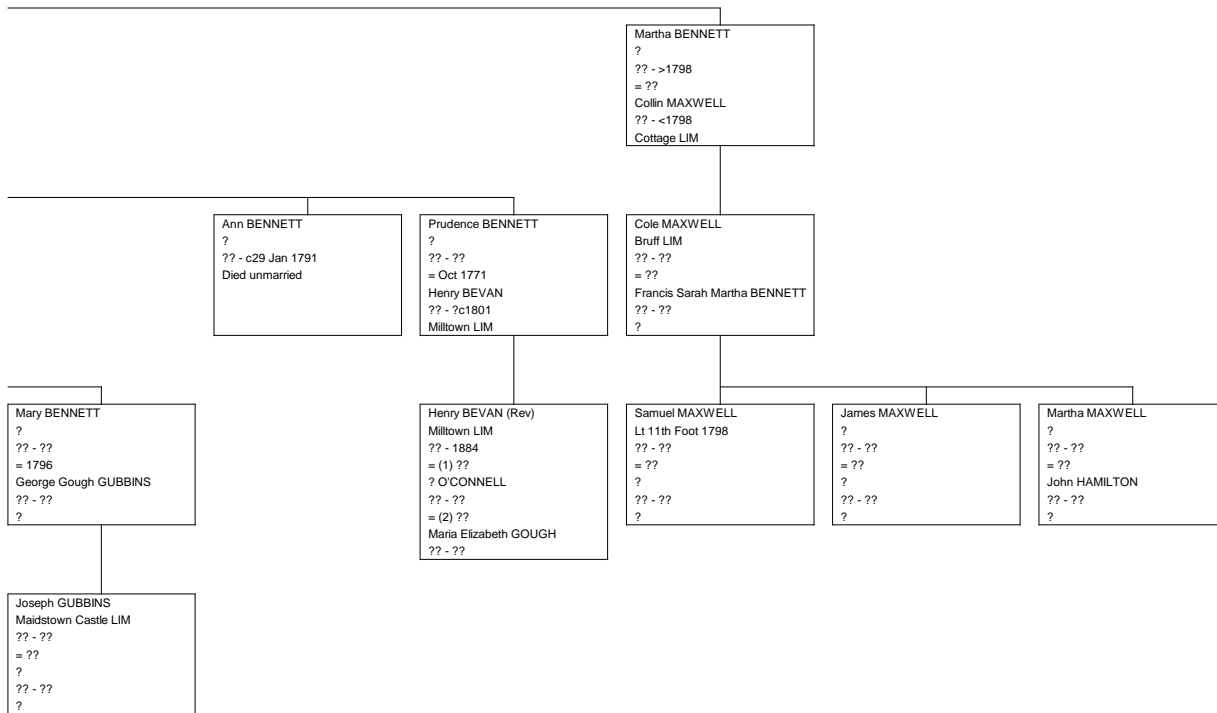 Martha BENNETT
?
?? - >1798
= ??
Collin MAXWELL
?? - <1798
Cottage LIM
Ann BENNETT
?
?? - c29 Jan 1791
Died unmarried
Prudence BENNETT
?
?? - ??
= Oct 1771
Henry BEVAN
?? - ?c1801
Milltown LIM
Cole MAXWELL
Bruff LIM
?? - ??
= ??
Francis Sarah Martha BENNETT
?? - ??
?
Mary BENNETT
?
?? - ??
= 1796
George Gough GUBBINS
?? - ??
?
Henry BEVAN (Rev)
Milltown LIM
?? - 1884
= (1) ??
? O'CONNELL
?? - ??
= (2) ??
Maria Elizabeth GOUGH
?? - ??
Samuel MAXWELL
Lt 11th Foot 1798
?? - ??
= ??
?
?? - ??
?
James MAXWELL
?
?? - ??
= ??
?
?? - ??
?
Martha MAXWELL
?
?? - ??
= ??
John HAMILTON
?? - ??
?
Joseph GUBBINS
Maidstown Castle LIM
?? - ??
= ??
?
?? - ??
?